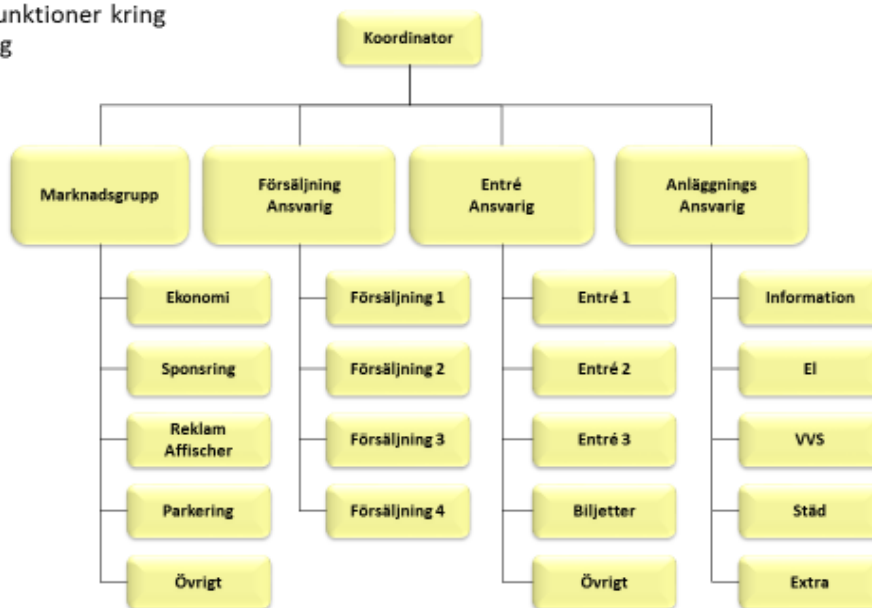 unktioner kring
g
Koordinator
Marknadsgrupp
Försäljning
Ansvarig
Entré
Ansvarig
Anläggnings
Ansvarig
Ekonomi
Sponsring
Reklam
Affischer
Parkering
Övrigt
Försäljning 1
Försäljning 2
Försäljning 3
Försäljning 4
Entré 1
Entré 2
Entré 3
Biljetter
Övrigt
Information
El
VVS
Städ
Extra